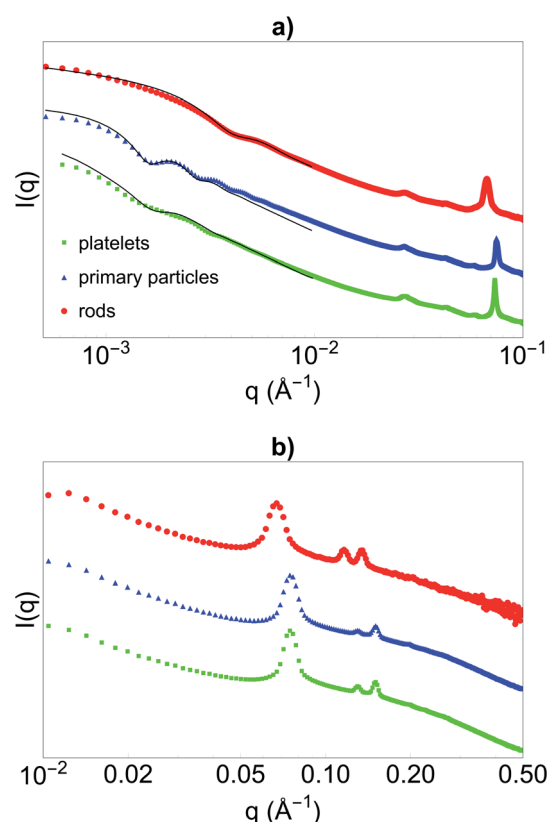 a)
I(q)
platelets
primary particles
rods
10⁻³
10⁻²
10⁻¹
q (Å⁻¹)
b)
I(q)
10⁻²
0.02
0.05
0.10
0.20
0.50
q (Å⁻¹)